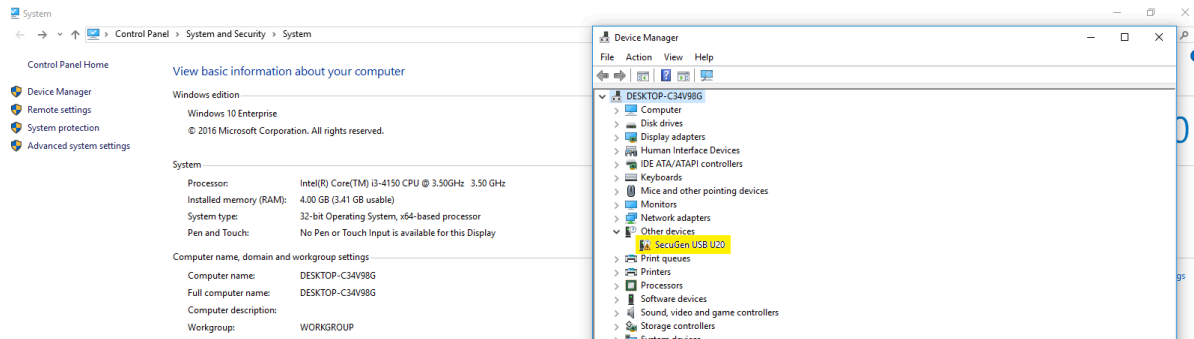 System
Control Panel > System and Security > System
Control Panel Home
Device Manager
Remote settings
System protection
Advanced system settings
View basic information about your computer
Windows edition
Windows 10 Enterprise
© 2016 Microsoft Corporation. All rights reserved.
System
Processor: Intel(R) Core(TM) i3-4150 CPU @ 3.50GHz 3.50 GHz
Installed memory (RAM): 4.00 GB (3.41 GB usable)
System type: 32-bit Operating System, x64-based processor
Pen and Touch: No Pen or Touch Input is available for this Display
Computer name, domain and workgroup settings
Computer name: DESKTOP-C34V98G
Full computer name: DESKTOP-C34V98G
Computer description:
Workgroup: WORKGROUP
Device Manager
File Action View Help
DESKTOP-C34V98G
Computer
Disk drives
Display adapters
Human Interface Devices
IDE ATA/ATAPI controllers
Keyboards
Mice and other pointing devices
Monitors
Network adapters
Other devices
SecuGen USB U20
Print queues
Printers
Processors
Software devices
Sound, video and game controllers
Storage controllers
System devices